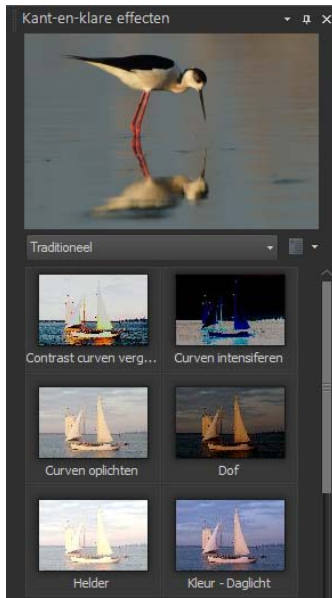 Kant-en-klare effecten
Traditioneel
Contrast curven verg...
Curven intensiferen
Curven oplichten
Dof
Helder
Kleur - Daglicht